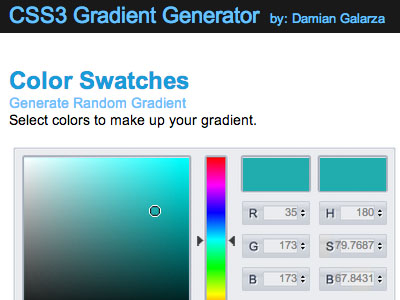 CSS3 Gradient Generator by: Damian Galarza
Color Swatches
Generate Random Gradient
Select colors to make up your gradient.
R 35 H 180
G 173 S 79.7687
B 173 B 67.8431